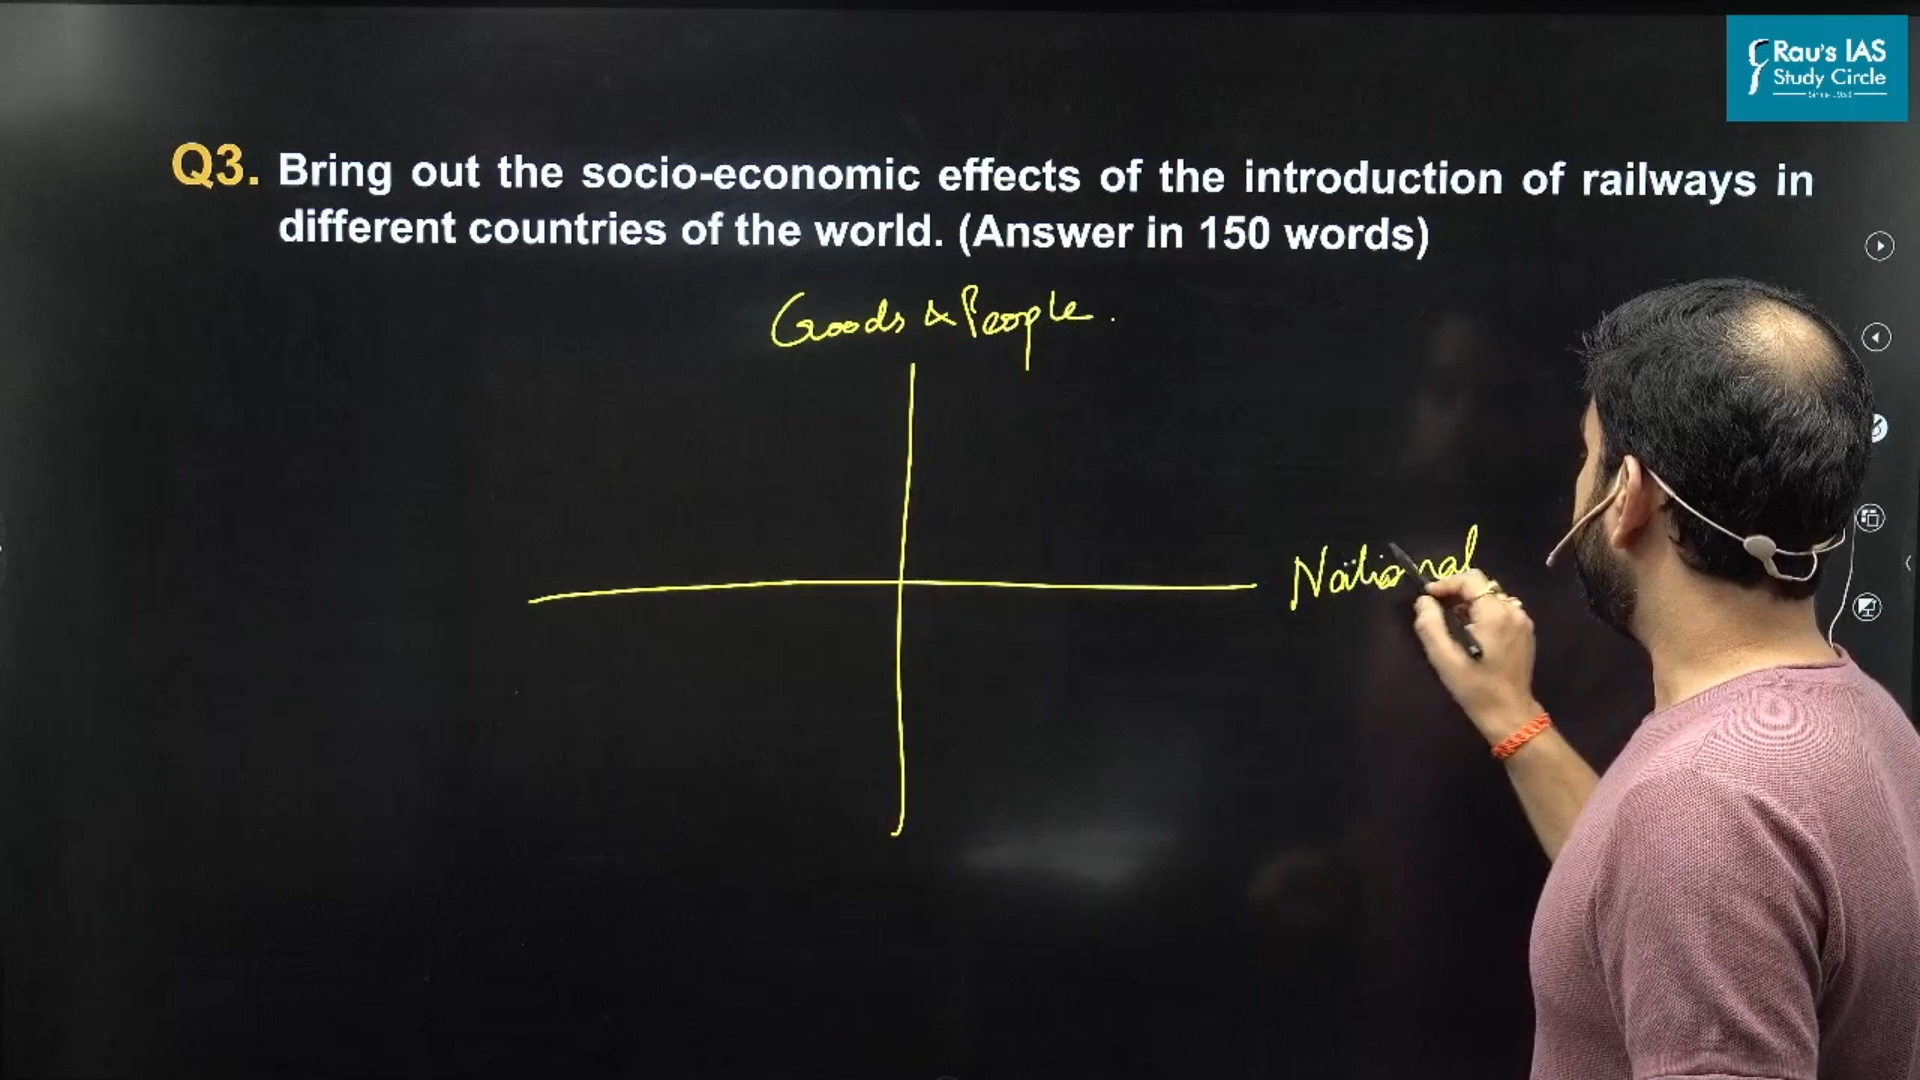 Rau's IAS
Study Circle
Q3. Bring out the socio-economic effects of the introduction of railways in
different countries of the world. (Answer in 150 words)
Goods & People.
National